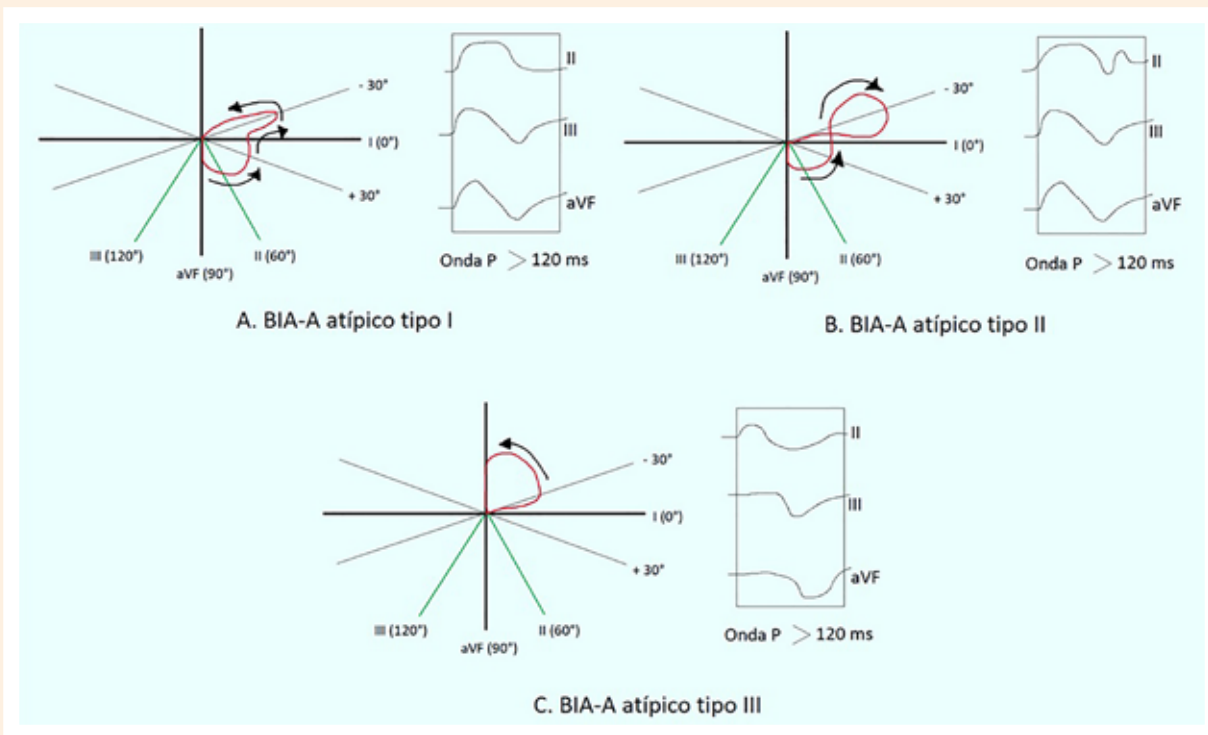 II
- 30°
III
I (0°)
+ 30°
aVF
III (120°)
II (60°)
aVF (90°)
Onda P > 120 ms
A. BIA-A atípico tipo I
II
- 30°
III
I (0°)
+ 30°
aVF
III (120°)
II (60°)
aVF (90°)
Onda P > 120 ms
B. BIA-A atípico tipo II
II
- 30°
III
I (0°)
+ 30°
aVF
III (120°)
II (60°)
aVF (90°)
Onda P > 120 ms
C. BIA-A atípico tipo III